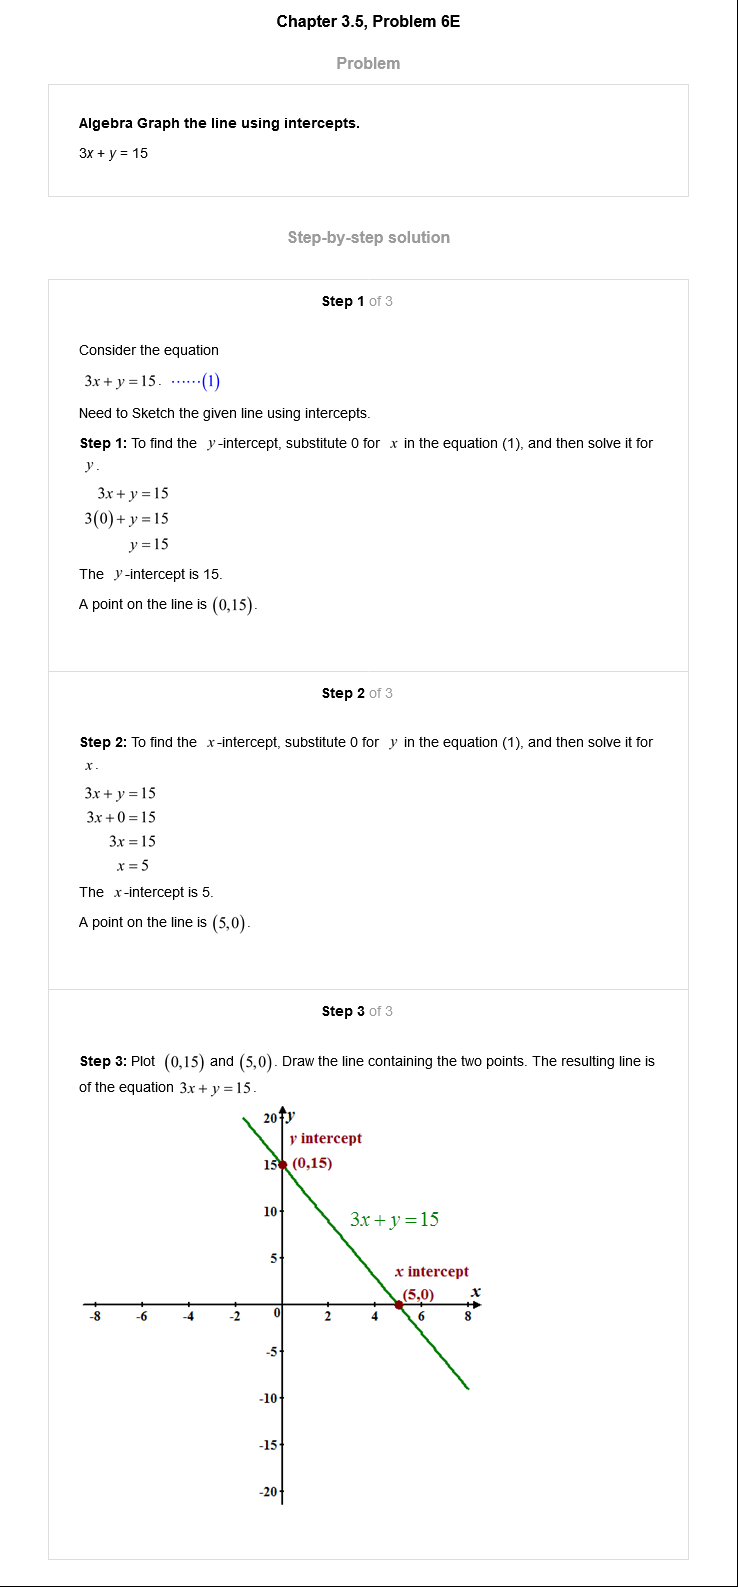 Chapter 3.5, Problem 6E
Problem
Algebra Graph the line using intercepts.
3x + y = 15
Step-by-step solution
Step 1 of 3
Consider the equation
3x + y = 15. ......(1)
Need to Sketch the given line using intercepts.
Step 1: To find the y-intercept, substitute 0 for x in the equation (1), and then solve it for
y.
3x + y = 15
3(0) + y = 15
y = 15
The y-intercept is 15.
A point on the line is (0,15).
Step 2 of 3
Step 2: To find the x-intercept, substitute 0 for y in the equation (1), and then solve it for
x.
3x + y = 15
3x + 0 = 15
3x = 15
x = 5
The x-intercept is 5.
A point on the line is (5,0).
Step 3 of 3
Step 3: Plot (0,15) and (5,0). Draw the line containing the two points. The resulting line is
of the equation 3x + y = 15.
20 y
y intercept
15 (0,15)
10
3x + y = 15
5
x intercept
(5,0) x
-8 -6 -4 -2 0 2 4 6 8
-5
-10
-15
-20